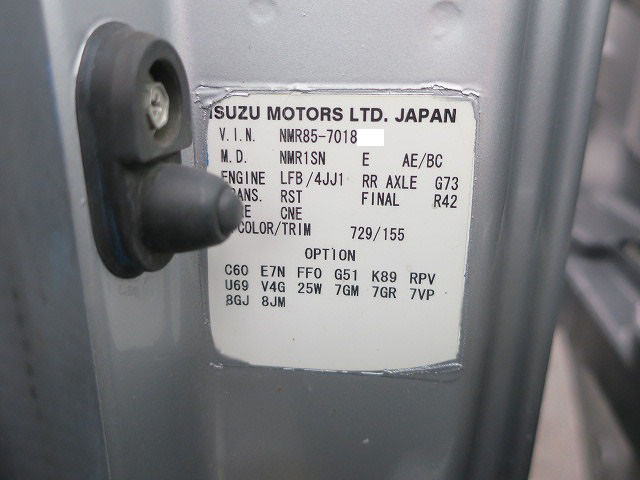 ISUZU MOTORS LTD. JAPAN
V.I.N. NMR85-7018
M.D. NMR1SN E AE/BC
ENGINE LFB/4JJ1 RR AXLE G73
RANS. RST FINAL R42
E CNE
COLOR/TRIM 729/155
OPTION
C60 E7N FF0 G51 K89 RPV
U69 V4G 25W 7GM 7GR 7VP
8GJ 8JM